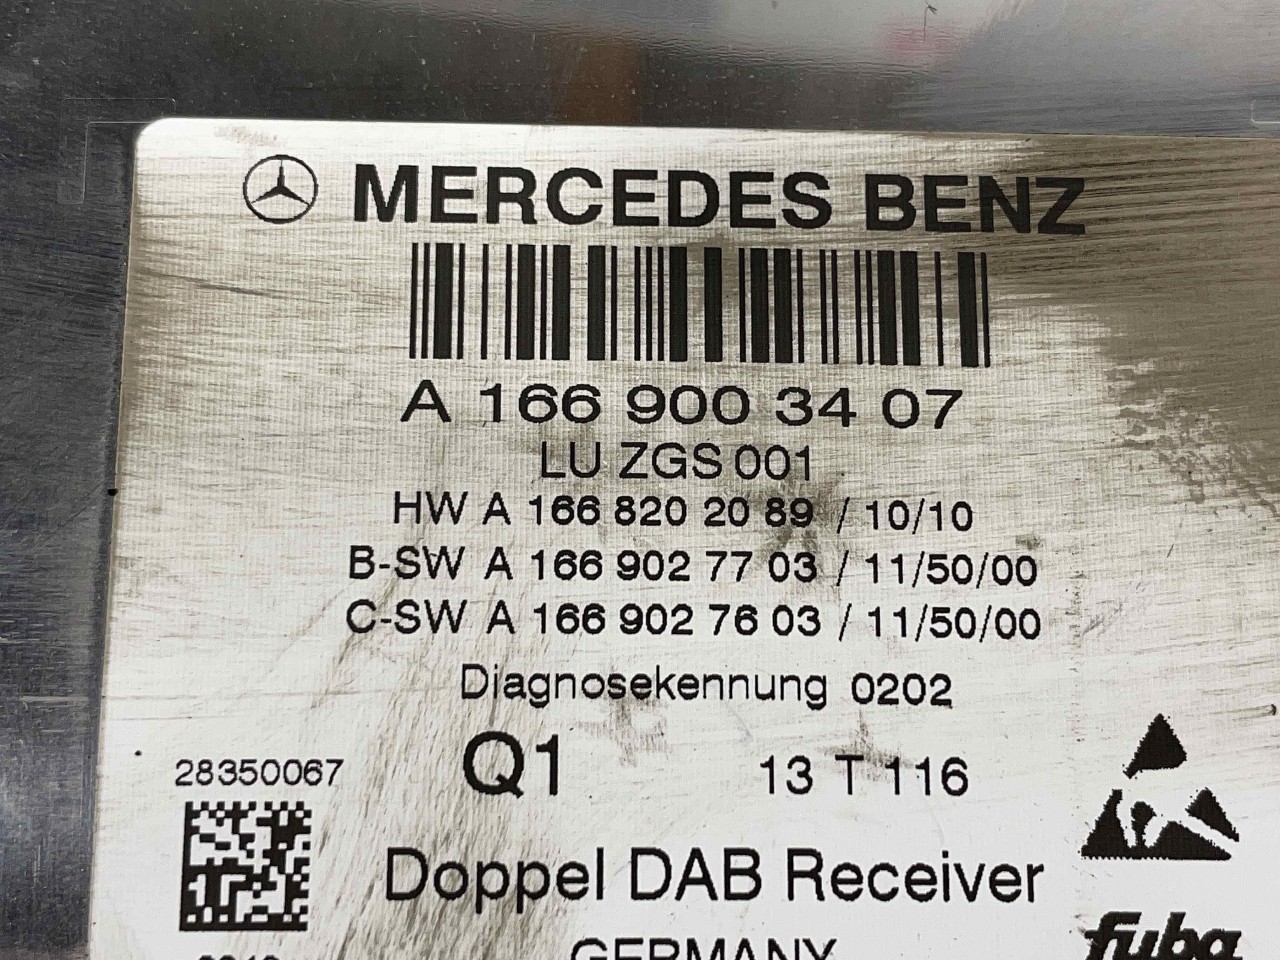 MERCEDES BENZ
A 166 900 34 07
LU ZGS 001
HW A 166 820 20 89 / 10/10
B-SW A 166 902 77 03 / 11/50/00
C-SW A 166 902 76 03 / 11/50/00
Diagnosekennung 0202
28350067
Q1 13 T 116
Doppel DAB Receiver
fuba
GERMANY